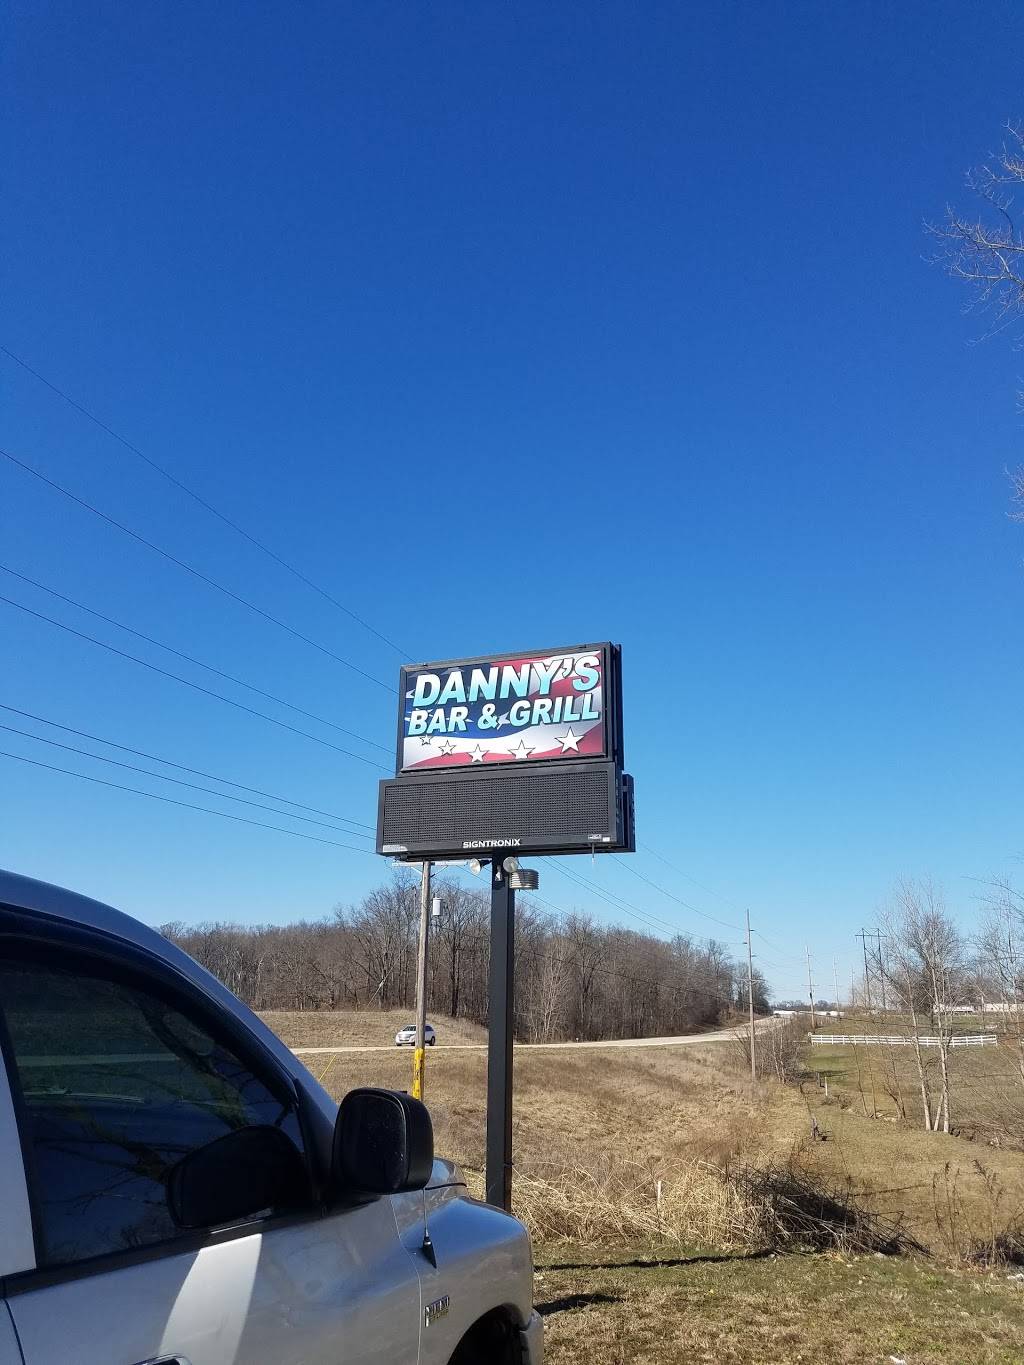 DANNY'S
BAR & GRILL
SIGNTRONIX